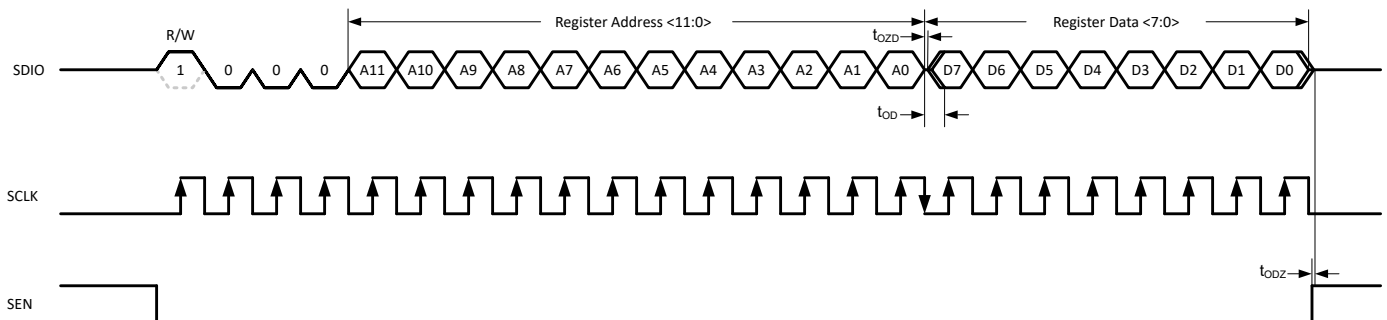 Register Address <11:0>
Register Data <7:0>
R/W
tOZD
SDIO
1 0 0 0 A11 A10 A9 A8 A7 A6 A5 A4 A3 A2 A1 A0 D7 D6 D5 D4 D3 D2 D1 D0
tOD
SCLK
tODZ
SEN